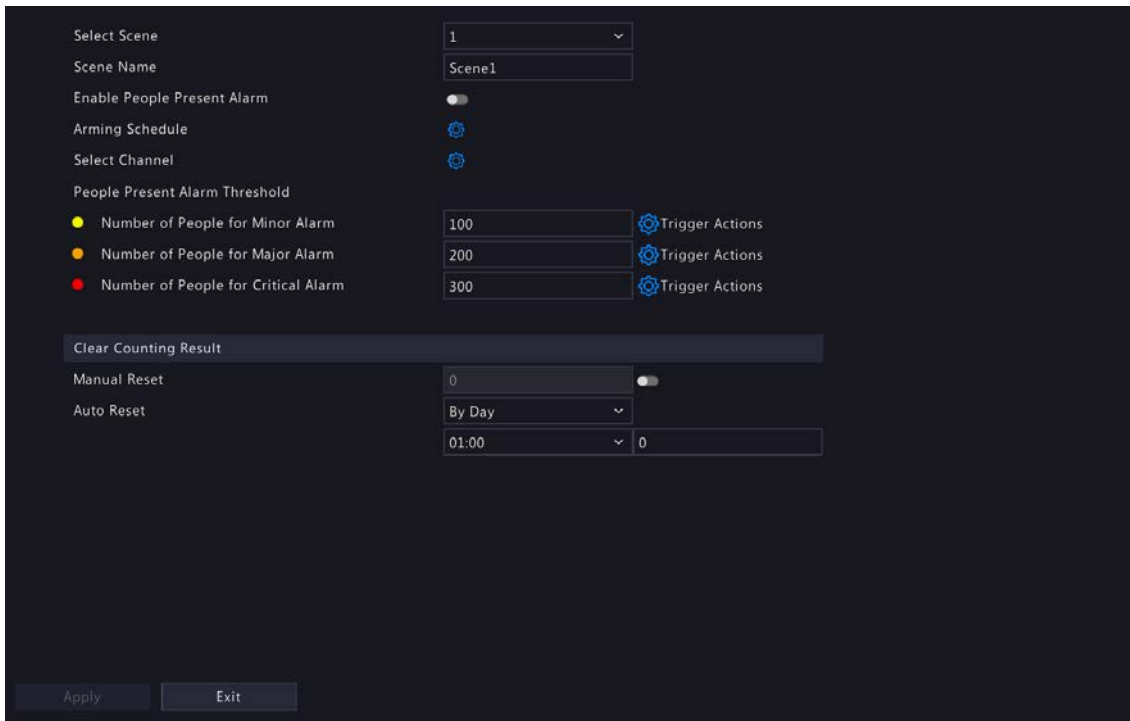 Select Scene 1
Scene Name Scene1
Enable People Present Alarm
Arming Schedule
Select Channel
People Present Alarm Threshold
Number of People for Minor Alarm 100 Trigger Actions
Number of People for Major Alarm 200 Trigger Actions
Number of People for Critical Alarm 300 Trigger Actions
Clear Counting Result
Manual Reset 0
Auto Reset By Day
01:00 0
Apply Exit